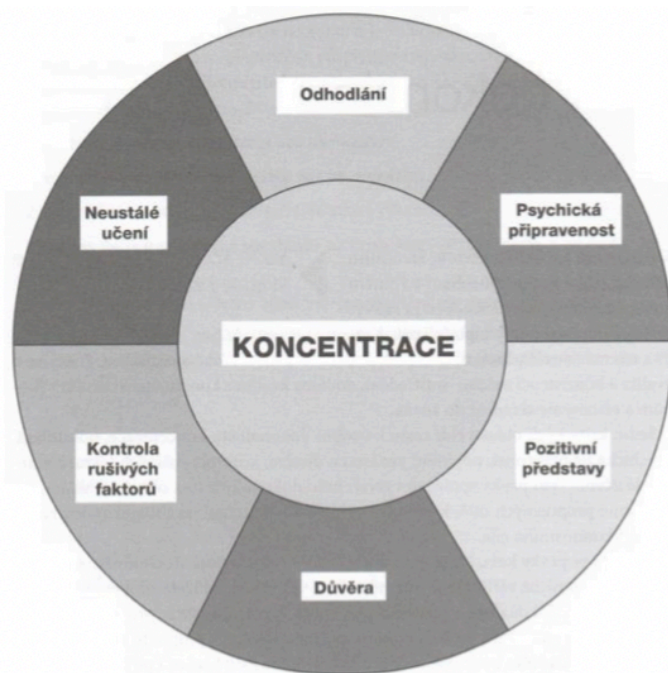 Odhodlání
Psychická
připravenost
Pozitivní
představy
Důvěra
Kontrola
rušivých
faktorů
Neustálé
učení
KONCENTRACE